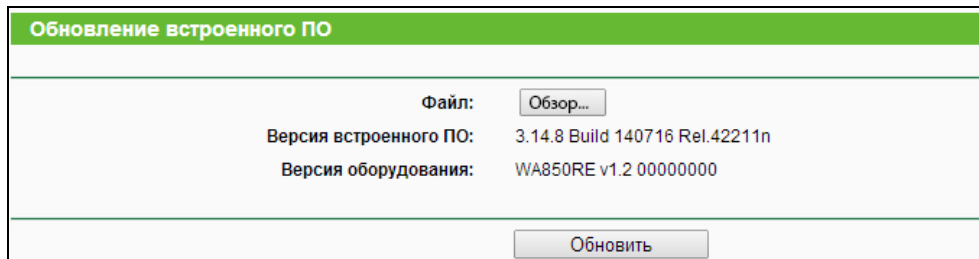 Обновление встроенного ПО
Файл: Обзор...
Версия встроенного ПО: 3.14.8 Build 140716 Rel.42211n
Версия оборудования: WA850RE v1.2 00000000
Обновить